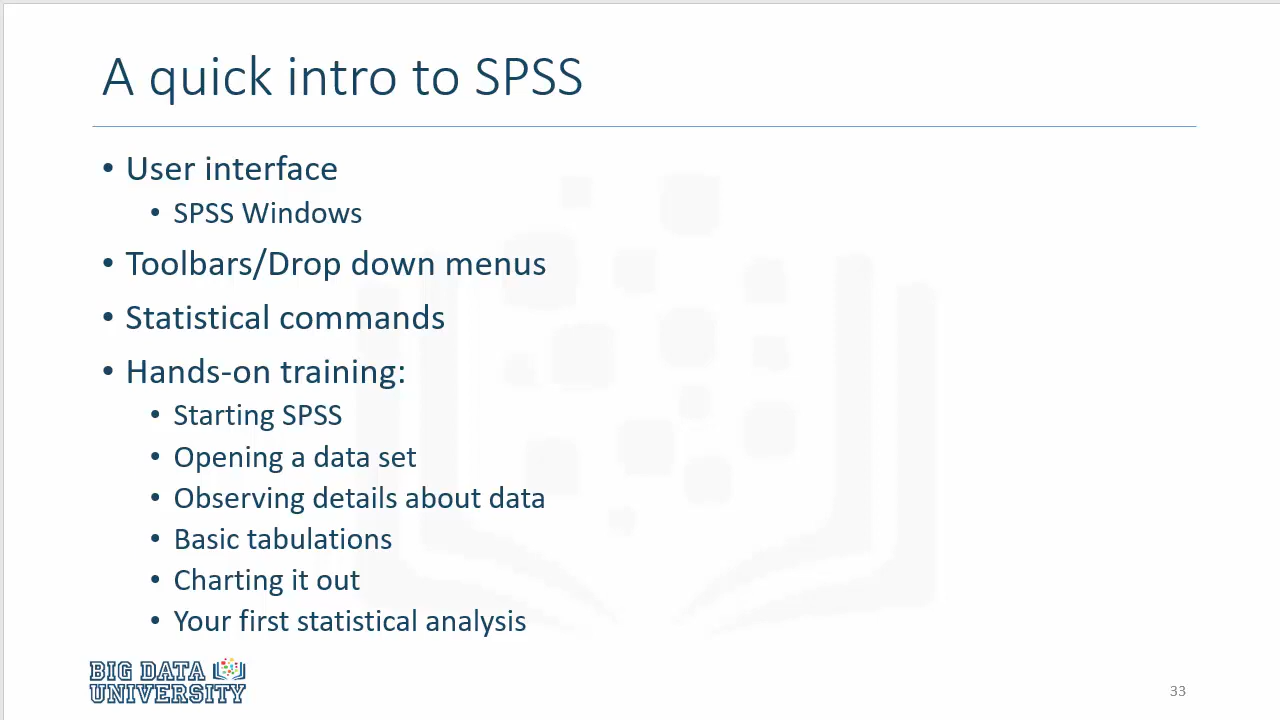 A quick intro to SPSS
• User interface
• SPSS Windows
• Toolbars/Drop down menus
• Statistical commands
• Hands-on training:
• Starting SPSS
• Opening a data set
• Observing details about data
• Basic tabulations
• Charting it out
• Your first statistical analysis
BIG DATA
UNIVERSITY
33